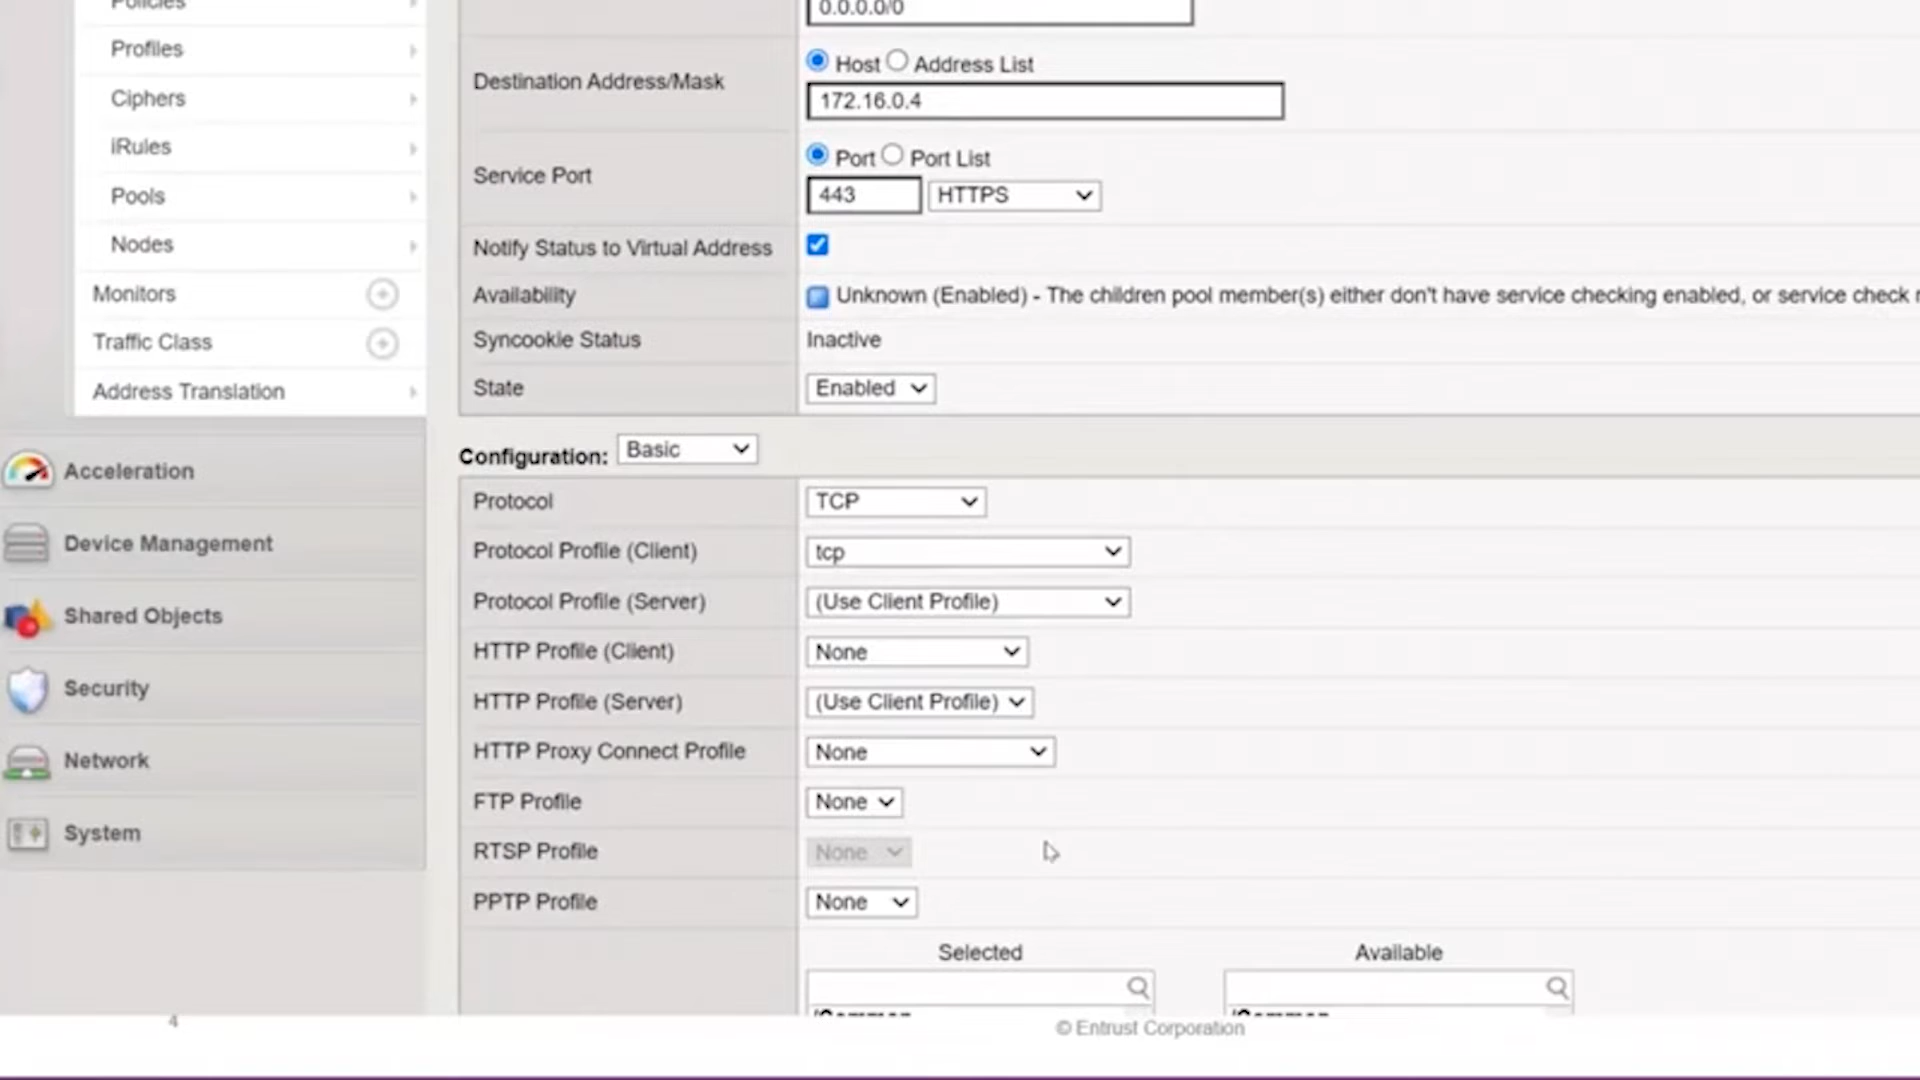 Policies
Profiles
Ciphers
iRules
Pools
Nodes
Monitors
Traffic Class
Address Translation
Acceleration
Device Management
Shared Objects
Security
Network
System
0.0.0.0/0
Destination Address/Mask
Host Address List
172.16.0.4
Service Port
Port Port List
443 HTTPS
Notify Status to Virtual Address
Availability
Unknown (Enabled) - The children pool member(s) either don't have service checking enabled, or service check
Syncookie Status
Inactive
State
Enabled
Configuration: Basic
Protocol
TCP
Protocol Profile (Client)
tcp
Protocol Profile (Server)
(Use Client Profile)
HTTP Profile (Client)
None
HTTP Profile (Server)
(Use Client Profile)
HTTP Proxy Connect Profile
None
FTP Profile
None
RTSP Profile
None
PPTP Profile
None
Selected Available
4
© Entrust Corporation